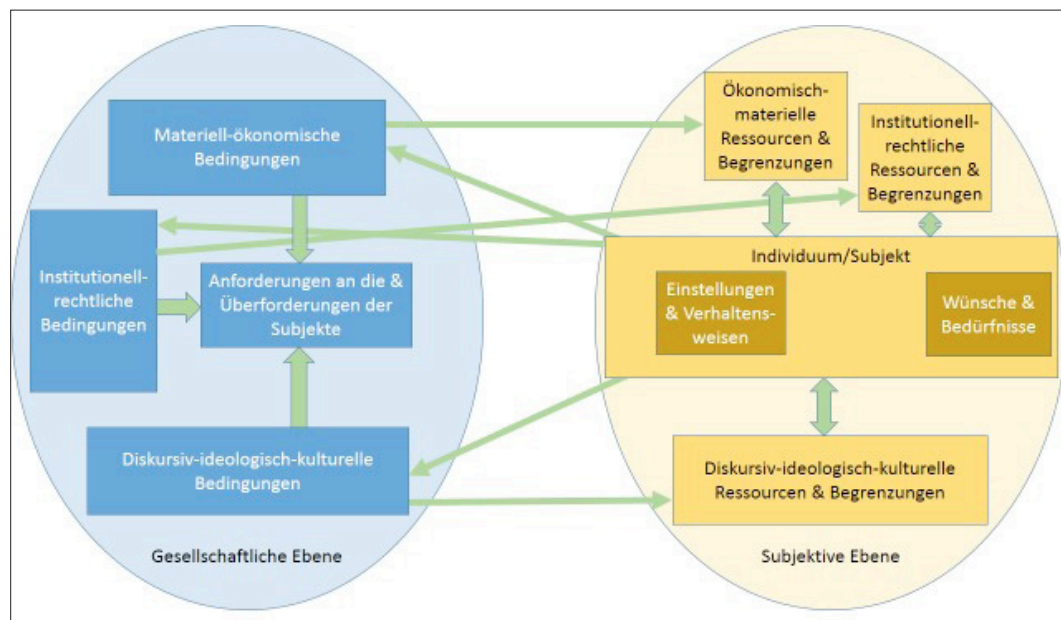 Materiell-ökonomische
Bedingungen
Institutionell-
rechtliche
Bedingungen
Anforderungen an die &
Überforderungen der
Subjekte
Diskursiv-ideologisch-kulturelle
Bedingungen
Gesellschaftliche Ebene
Ökonomisch-
materielle
Ressourcen &
Begrenzungen
Institutionell-
rechtliche
Ressourcen &
Begrenzungen
Individuum/Subjekt
Einstellungen
& Verhaltens-
weisen
Wünsche &
Bedürfnisse
Diskursiv-ideologisch-kulturelle
Ressourcen & Begrenzungen
Subjektive Ebene